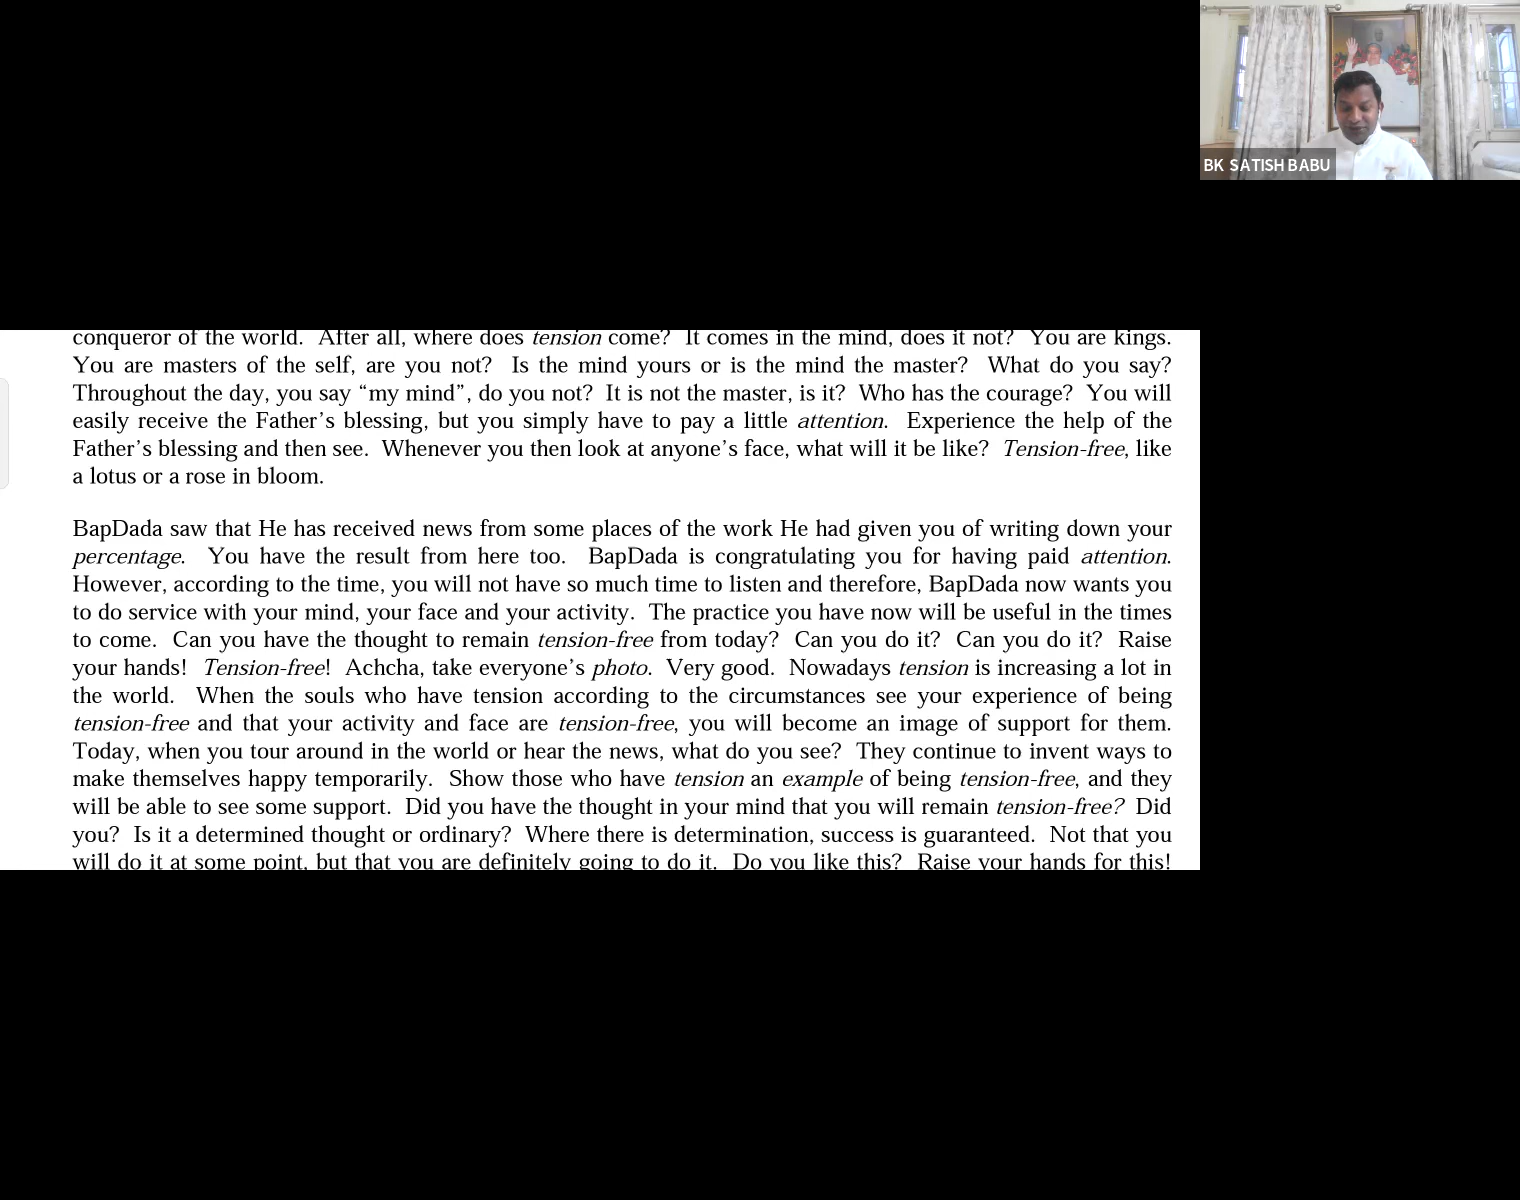 BK SATISH BABU
conqueror of the world. After all, where does tension come? It comes in the mind, does it not? You are kings.
You are masters of the self, are you not? Is the mind yours or is the mind the master? What do you say?
Throughout the day, you say “my mind”, do you not? It is not the master, is it? Who has the courage? You will
easily receive the Father’s blessing, but you simply have to pay a little attention. Experience the help of the
Father’s blessing and then see. Whenever you then look at anyone’s face, what will it be like? Tension-free, like
a lotus or a rose in bloom.
BapDada saw that He has received news from some places of the work He had given you of writing down your
percentage. You have the result from here too. BapDada is congratulating you for having paid attention.
However, according to the time, you will not have so much time to listen and therefore, BapDada now wants you
to do service with your mind, your face and your activity. The practice you have now will be useful in the times
to come. Can you have the thought to remain tension-free from today? Can you do it? Can you do it? Raise
your hands! Tension-free! Achcha, take everyone’s photo. Very good. Nowadays tension is increasing a lot in
the world. When the souls who have tension according to the circumstances see your experience of being
tension-free and that your activity and face are tension-free, you will become an image of support for them.
Today, when you tour around in the world or hear the news, what do you see? They continue to invent ways to
make themselves happy temporarily. Show those who have tension an example of being tension-free, and they
will be able to see some support. Did you have the thought in your mind that you will remain tension-free? Did
you? Is it a determined thought or ordinary? Where there is determination, success is guaranteed. Not that you
will do it at some point, but that you are definitely going to do it. Do you like this? Raise your hands for this!